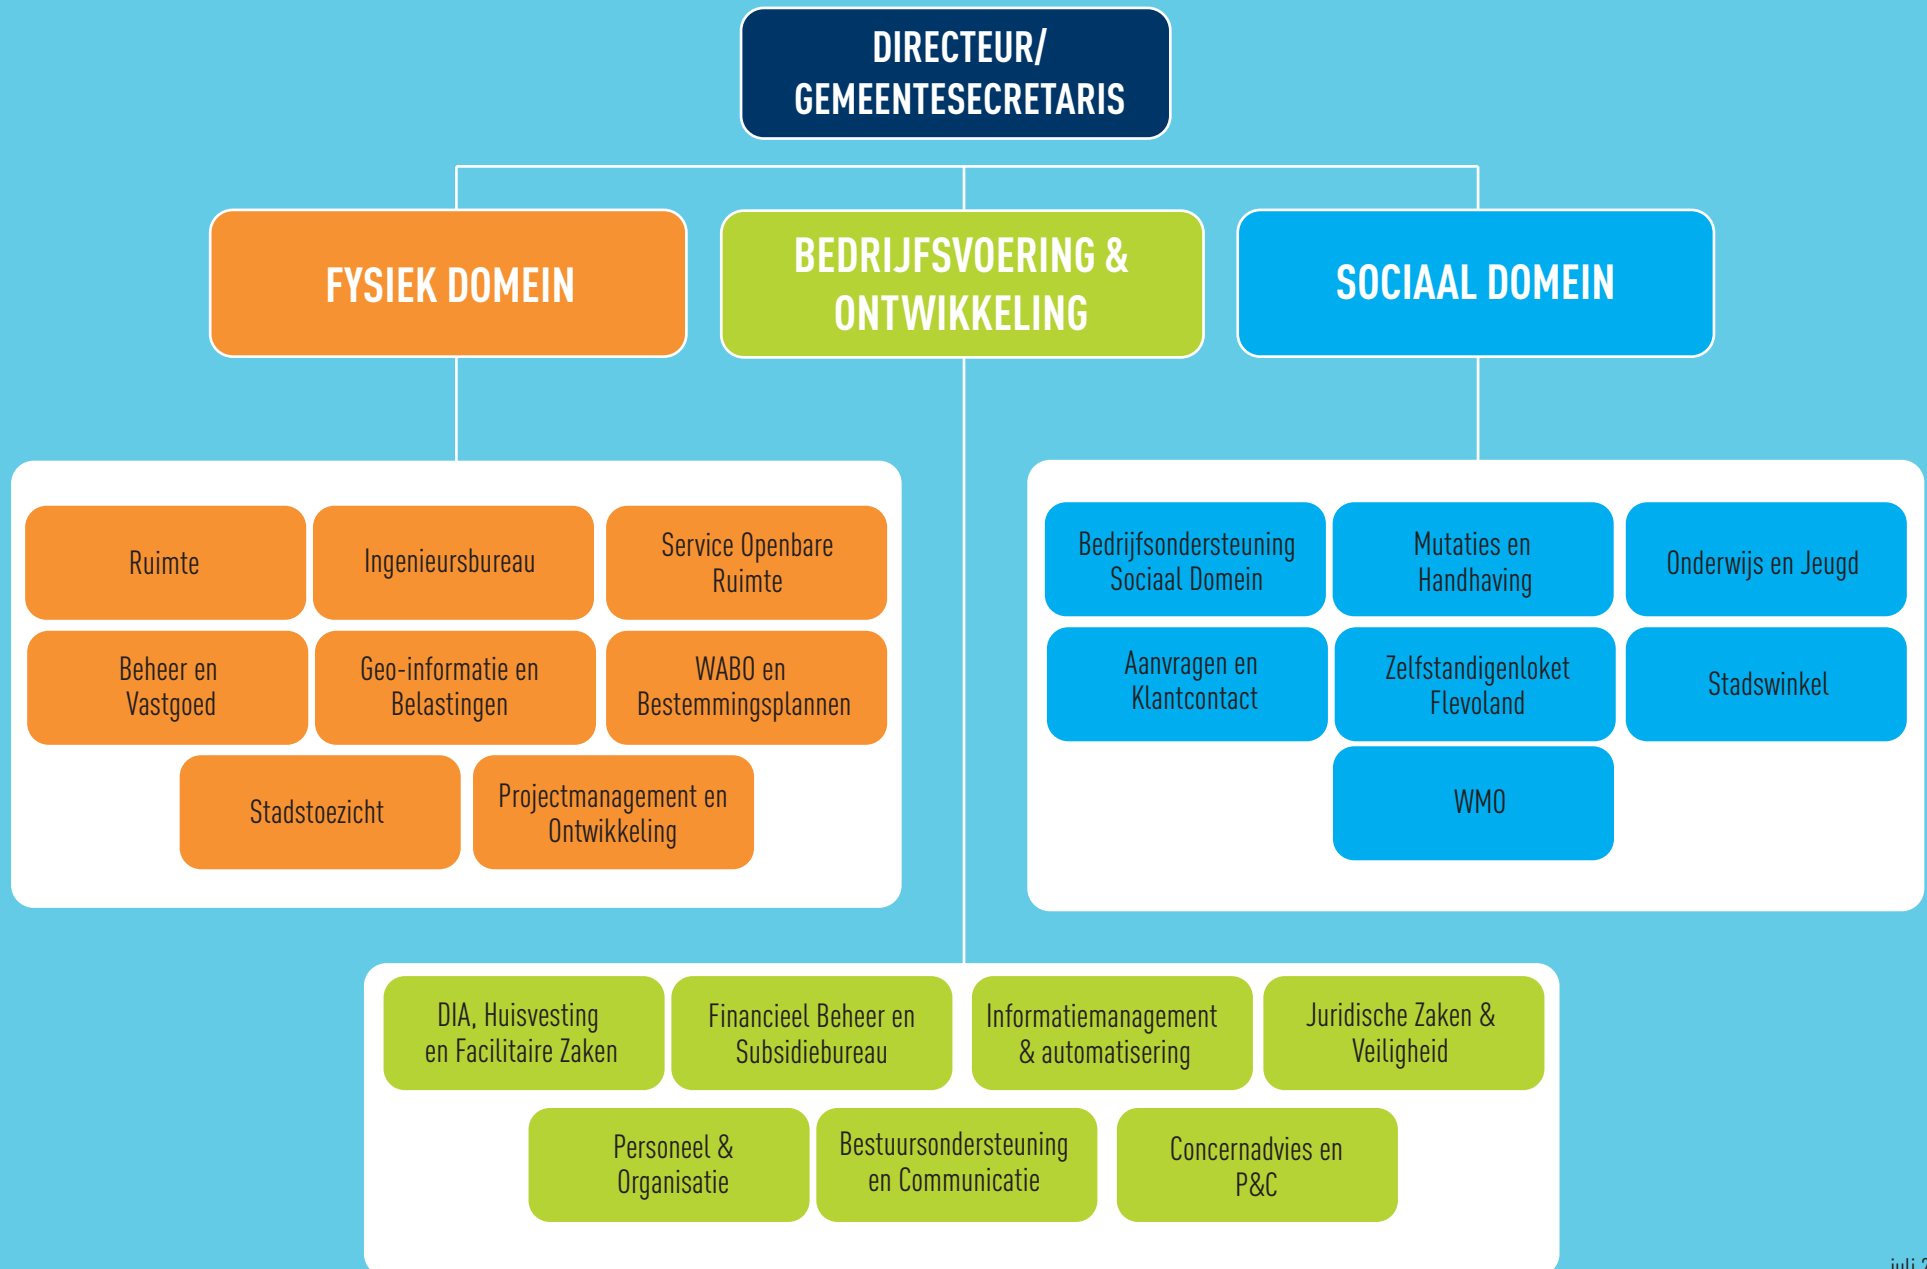 DIRECTEUR/
GEMEENTESECRETARIS
FYSIEK DOMEIN
BEDRIJFSVOERING &
ONTWIKKELING
SOCIAAL DOMEIN
Ruimte
Ingenieursbureau
Service Openbare
Ruimte
Beheer en
Vastgoed
Geo-informatie en
Belastingen
WABO en
Bestemmingsplannen
Stadstoezicht
Projectmanagement en
Ontwikkeling
Bedrijfsondersteuning
Sociaal Domein
Mutaties en
Handhaving
Onderwijs en Jeugd
Aanvragen en
Klantcontact
Zelfstandigenloket
Flevoland
Stadswinkel
WMO
DIA, Huisvesting
en Facilitaire Zaken
Financieel Beheer en
Subsidiebureau
Informatiemanagement
& automatisering
Juridische Zaken &
Veiligheid
Personeel &
Organisatie
Bestuursondersteuning
en Communicatie
Concernadvies en
P&C
juli